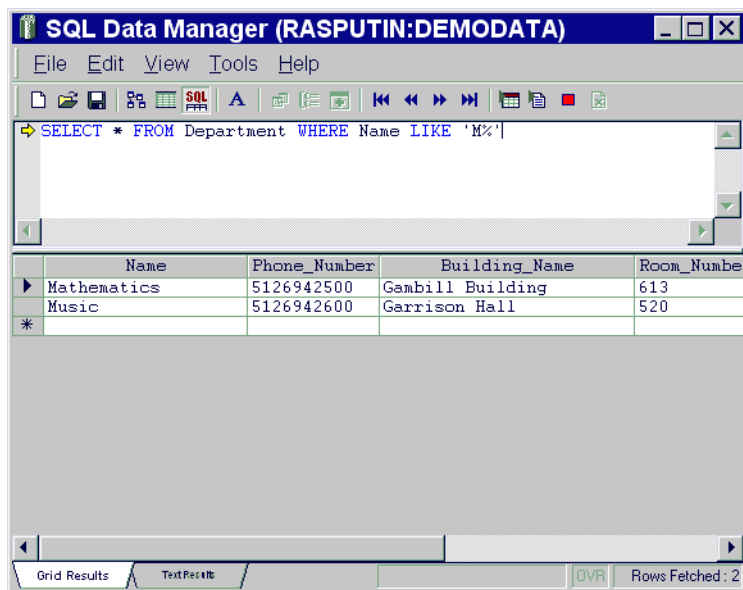 SQL Data Manager (RASPUTIN:DEMODATA)
File Edit View Tools Help
SQL A
SELECT * FROM Department WHERE Name LIKE 'M%'
Name Phone_Number Building_Name Room_Numbe
Mathematics 5126942500 Gambill Building 613
Music 5126942600 Garrison Hall 520
Grid Results Text Results OVR Rows Fetched : 2